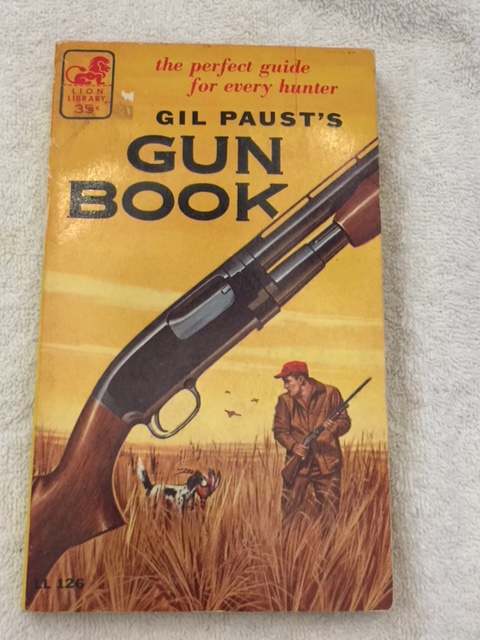 LION
LIBRARY
35¢
the perfect guide
for every hunter
GIL PAUST'S
GUN
BOOK
LL 126